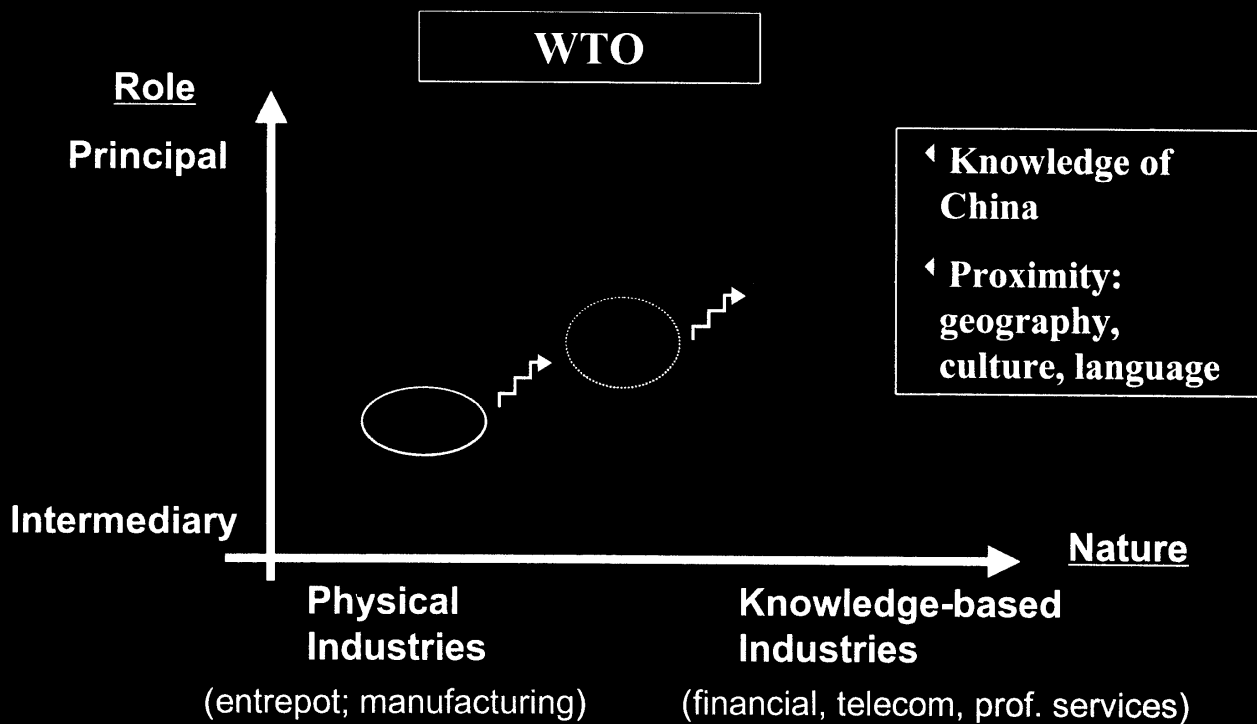 WTO
Role
Principal
Knowledge of
China
Proximity:
geography,
culture, language
Intermediary
Nature
Physical
Industries
(entrepot; manufacturing)
Knowledge-based
Industries
(financial, telecom, prof. services)